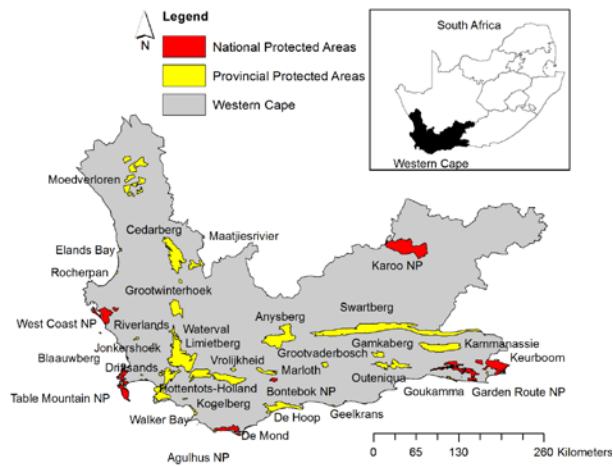 Legend
N
National Protected Areas
Provincial Protected Areas
Western Cape
South Africa
Western Cape
Moedverloren
Cedarberg
Maatjiesrivier
Elands Bay
Rocherpan
Karoo NP
Grootwinterhoek
Swartberg
Anysberg
West Coast NP
Riverlands
Waterval
Limietberg
Gamkaberg
Kammanassie
Jonkershoek
Grootvaderbosch
Keurboom
Blaauwberg
Vrolijkheid
Marloth
Driftsands
Outeniqua
Hottentots-Holland
Bontebok NP
Goukamma
Garden Route NP
Table Mountain NP
Kogelberg
Walker Bay
De Hoop
Geelkrans
De Mond
Agulhus NP
0 65 130 260 Kilometers